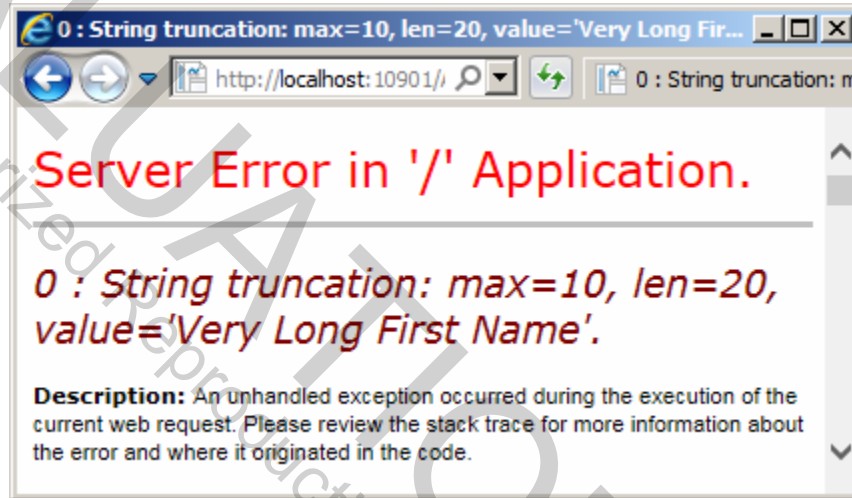 0 : String truncation: max=10, len=20, value='Very Long Fir...
http://localhost:10901/
0 : String truncation:
Server Error in '/' Application.
0 : String truncation: max=10, len=20,
value='Very Long First Name'.
Description: An unhandled exception occurred during the execution of the
current web request. Please review the stack trace for more information about
the error and where it originated in the code.